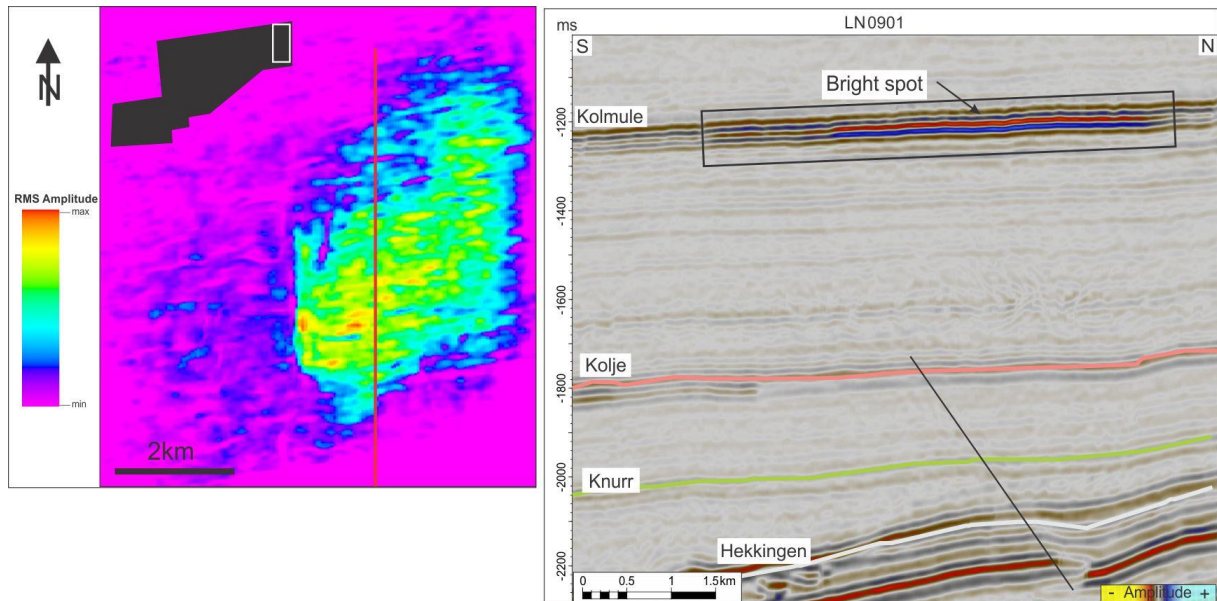 N
RMS Amplitude
max
min
2km
ms
LN0901
S
N
Bright spot
Kolmule
-1200
-1400
-1600
Kolje
-1800
Knurr
-2000
Hekkingen
-2200
0 0.5 1 1.5km
- Amplitude +